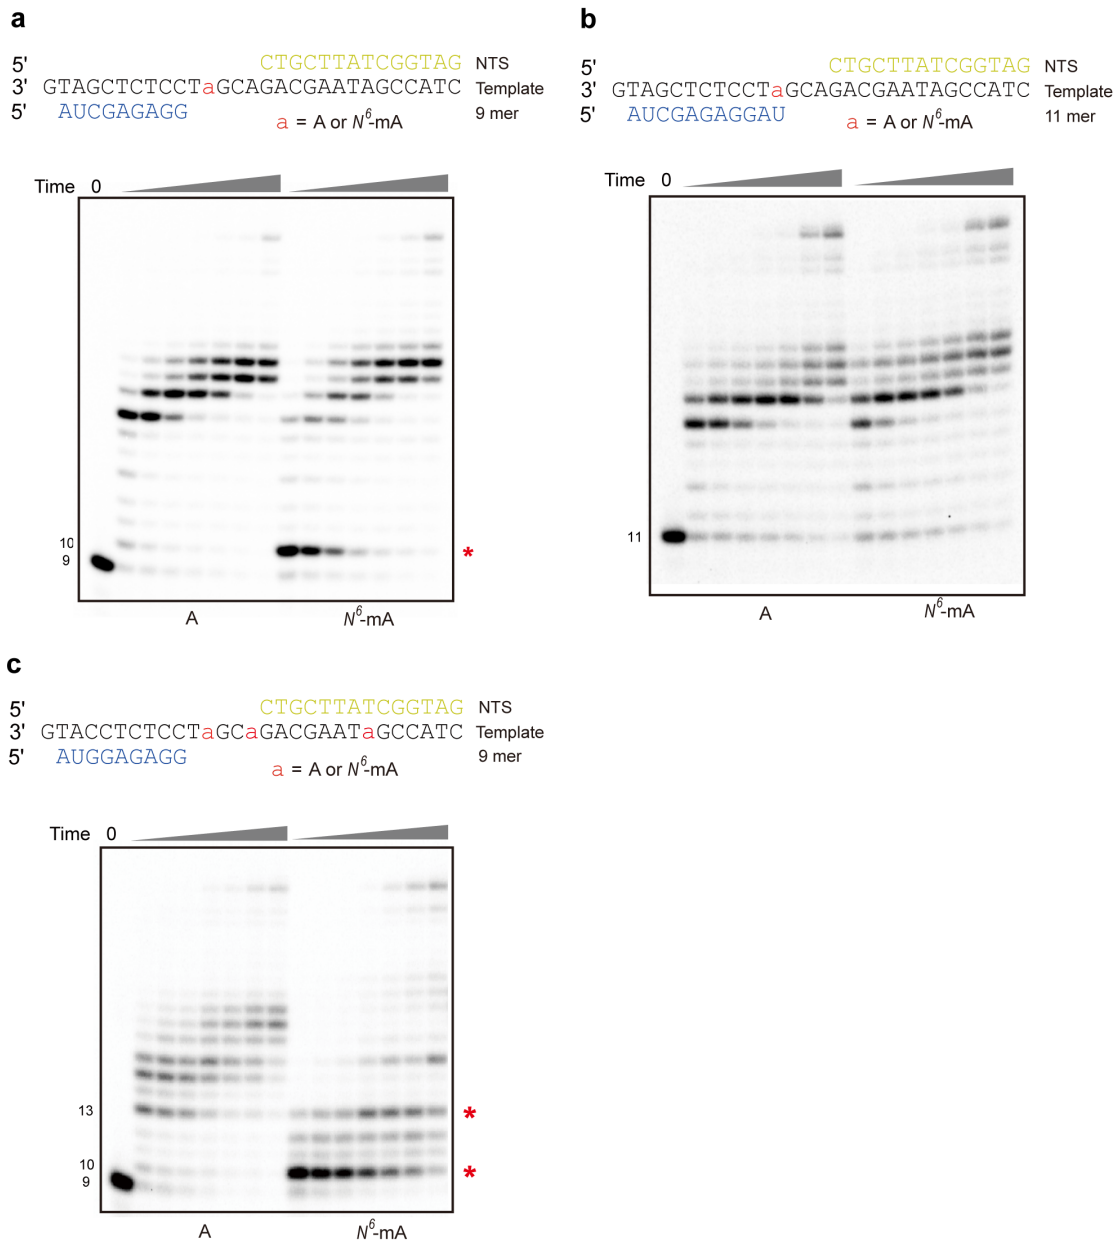 a
5' CTGCTTATCGGTAG NTS
3' GTAGCTCTCCTaGCAGACGAATAGCCATC Template
5' AUCGAGAGG 9 mer
a = A or N⁶-mA
Time 0
10
9
*
A N⁶-mA
b
5' CTGCTTATCGGTAG NTS
3' GTAGCTCTCCTaGCAGACGAATAGCCATC Template
5' AUCGAGAGGAU 11 mer
a = A or N⁶-mA
Time 0
11
A N⁶-mA
c
5' CTGCTTATCGGTAG NTS
3' GTACCTCTCCTaGCaGACGAATaGCCATC Template
5' AUGGAGAGG 9 mer
a = A or N⁶-mA
Time 0
13 *
10 *
9
A N⁶-mA